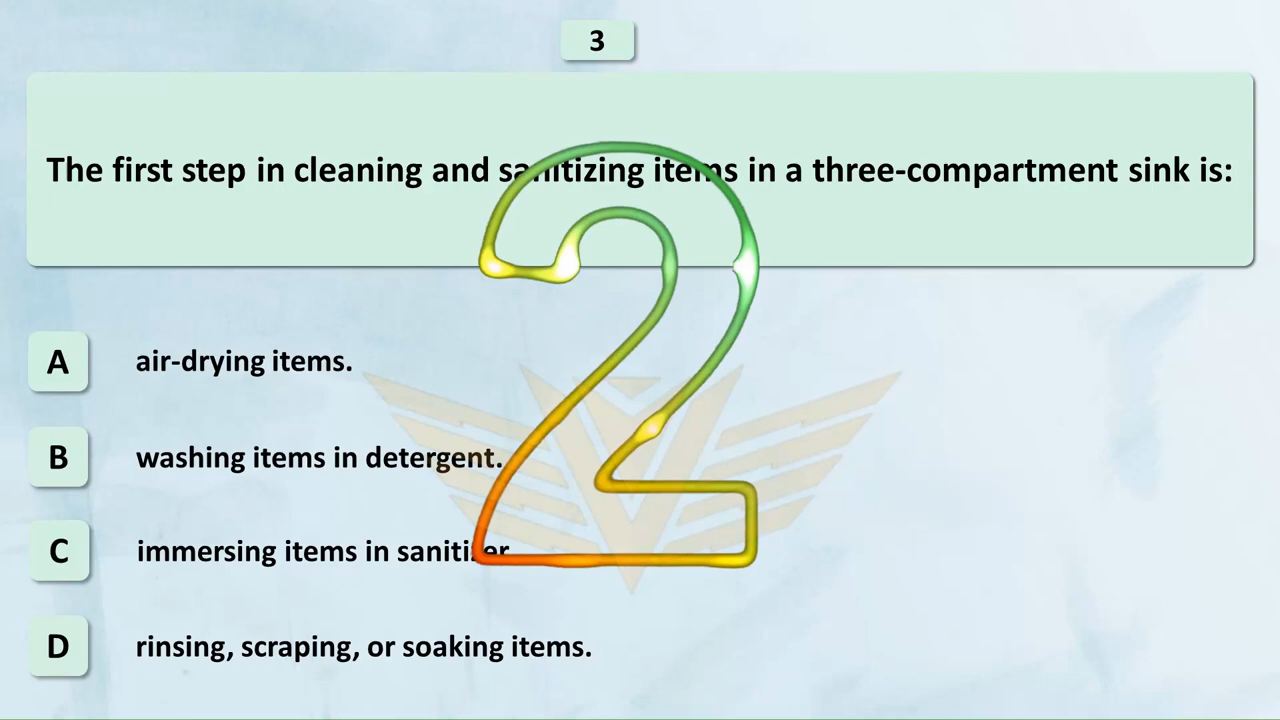 3
The first step in cleaning and sanitizing items in a three-compartment sink is:
A air-drying items.
B washing items in detergent.
C immersing items in sanitizer
D rinsing, scraping, or soaking items.
2